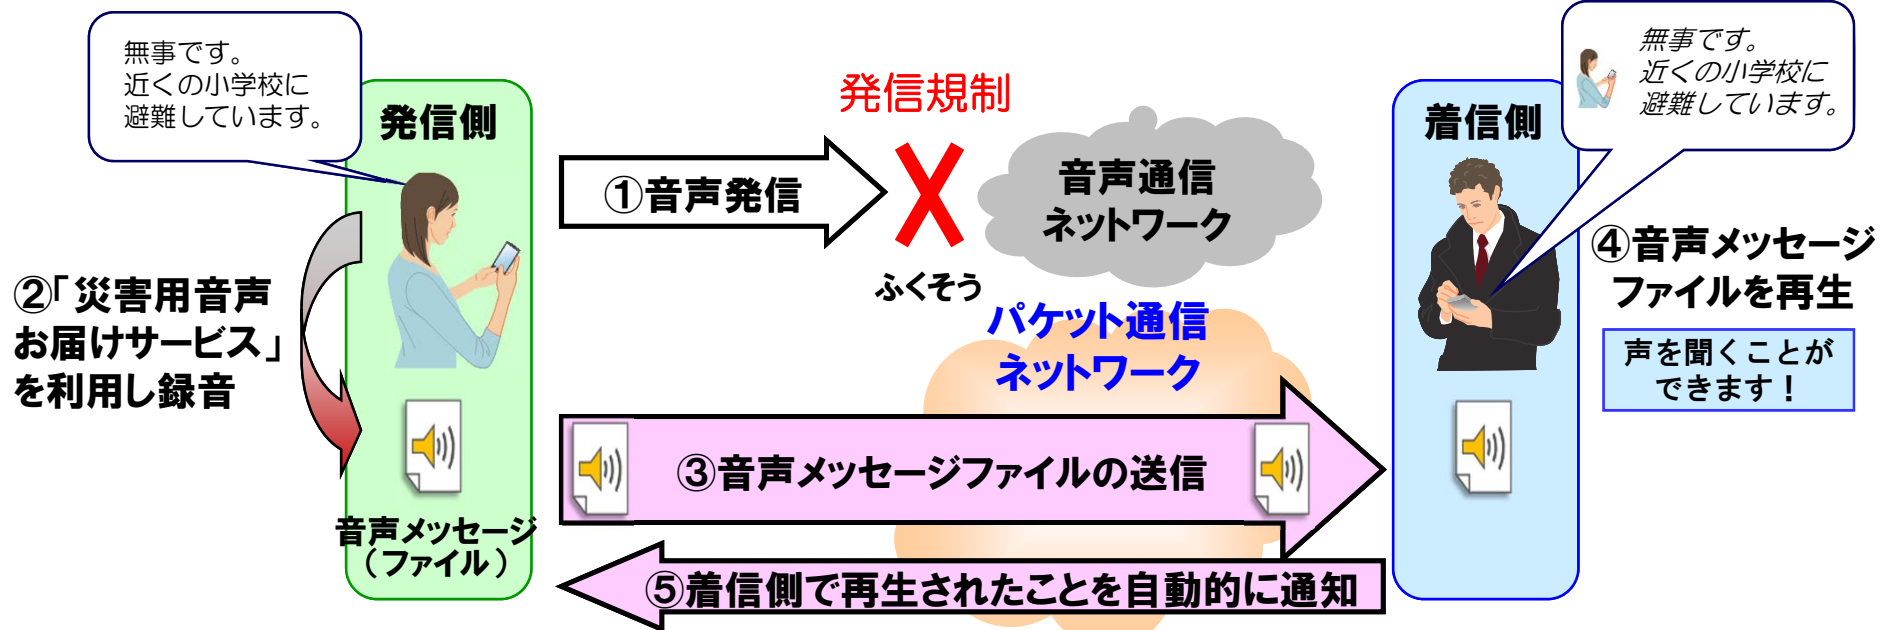 無事です。
近くの小学校に
避難しています。
発信側
①音声発信
発信規制
ふくそう
音声通信
ネットワーク
パケット通信
ネットワーク
着信側
無事です。
近くの小学校に
避難しています。
②「災害用音声
お届けサービス」
を利用し録音
音声メッセージ
（ファイル）
③音声メッセージファイルの送信
④音声メッセージ
ファイルを再生
声を聞くことが
できます！
⑤着信側で再生されたことを自動的に通知